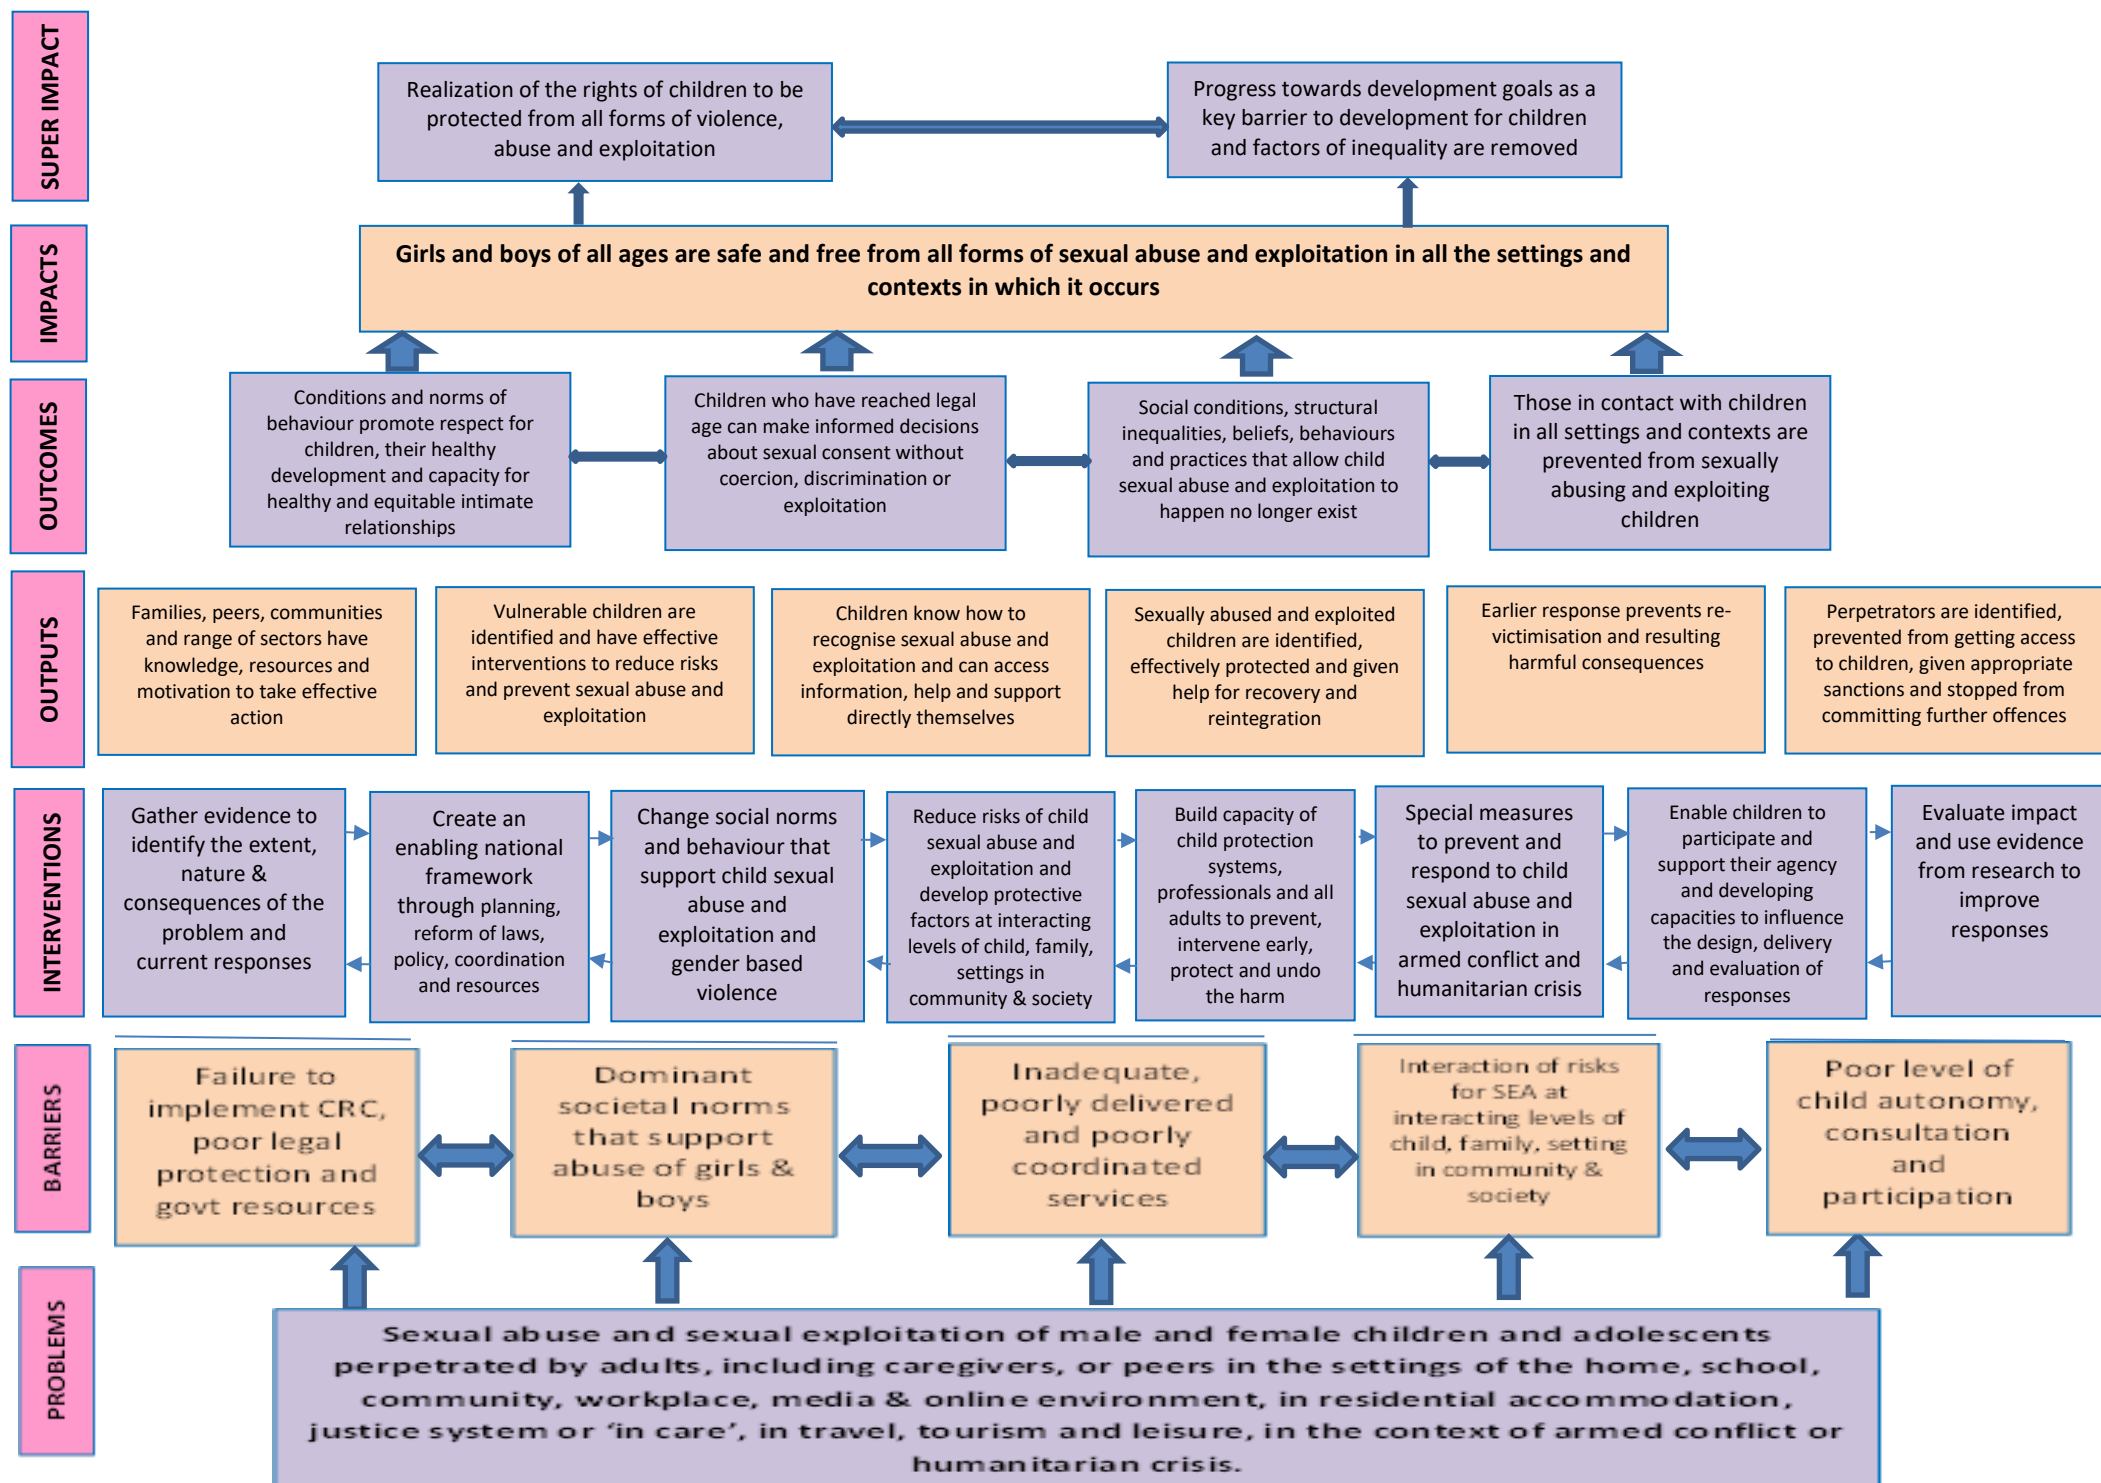 SUPER IMPACT
Realization of the rights of children to be
protected from all forms of violence,
abuse and exploitation
Progress towards development goals as a
key barrier to development for children
and factors of inequality are removed
IMPACTS
Girls and boys of all ages are safe and free from all forms of sexual abuse and exploitation in all the settings and
contexts in which it occurs
OUTCOMES
Conditions and norms of
behaviour promote respect for
children, their healthy
development and capacity for
healthy and equitable intimate
relationships
Children who have reached legal
age can make informed decisions
about sexual consent without
coercion, discrimination or
exploitation
Social conditions, structural
inequalities, beliefs, behaviours
and practices that allow child
sexual abuse and exploitation to
happen no longer exist
Those in contact with children
in all settings and contexts are
prevented from sexually
abusing and exploiting
children
OUTPUTS
Families, peers, communities
and range of sectors have
knowledge, resources and
motivation to take effective
action
Vulnerable children are
identified and have effective
interventions to reduce risks
and prevent sexual abuse and
exploitation
Children know how to
recognise sexual abuse and
exploitation and can access
information, help and support
directly themselves
Sexually abused and exploited
children are identified,
effectively protected and given
help for recovery and
reintegration
Earlier response prevents re-
victimisation and resulting
harmful consequences
Perpetrators are identified,
prevented from getting access
to children, given appropriate
sanctions and stopped from
committing further offences
INTERVENTIONS
Gather evidence to
identify the extent,
nature &
consequences of the
problem and
current responses
Create an
enabling national
framework
through planning,
reform of laws,
policy, coordination
and resources
Change social norms
and behaviour that
support child sexual
abuse and
exploitation and
gender based
violence
Reduce risks of child
sexual abuse and
exploitation and
develop protective
factors at interacting
levels of child, family,
settings in
community & society
Build capacity of
child protection
systems,
professionals and all
adults to prevent,
intervene early,
protect and undo
the harm
Special measures
to prevent and
respond to child
sexual abuse and
exploitation in
armed conflict and
humanitarian crisis
Enable children to
participate and
support their agency
and developing
capacities to influence
the design, delivery
and evaluation of
responses
Evaluate impact
and use evidence
from research to
improve
responses
BARRIERS
Failure to
implement CRC,
poor legal
protection and
govt resources
Dominant
societal norms
that support
abuse of girls &
boys
Inadequate,
poorly delivered
and poorly
coordinated
services
Interaction of risks
for SEA at
interacting levels of
child, family, setting
in community &
society
Poor level of
child autonomy,
consultation
and
participation
PROBLEMS
Sexual abuse and sexual exploitation of male and female children and adolescents
perpetrated by adults, including caregivers, or peers in the settings of the home, school,
community, workplace, media & online environment, in residential accommodation,
justice system or ‘in care’, in travel, tourism and leisure, in the context of armed conflict or
humanitarian crisis.